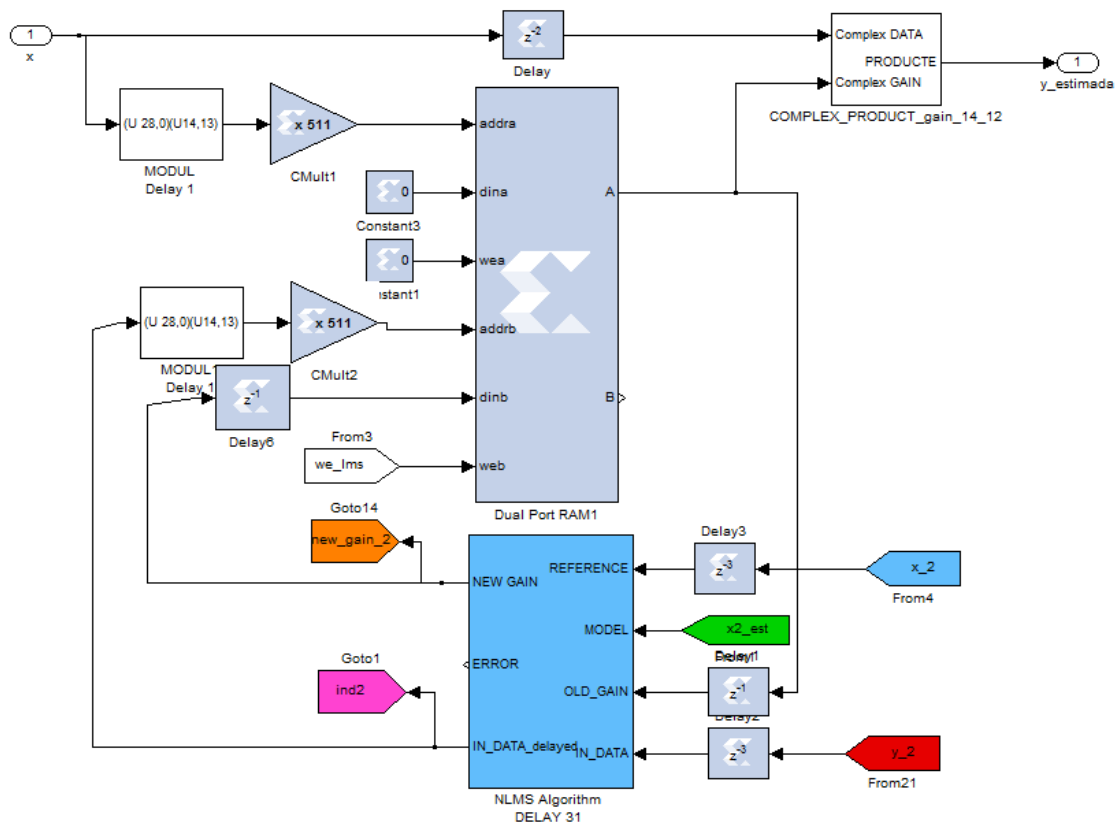 1
x
z-2
Delay
Complex DATA
PRODUCTE
Complex GAIN
COMPLEX_PRODUCT_gain_14_12
1
y_estimada
(U 28,0)(U14,13)
MODUL
Delay 1
x 511
CMult1
addra
0
Constant3
dina
A
0
nstant1
wea
(U 28,0)(U14,13)
MODUL1
Delay 1
x 511
CMult2
addrb
z-1
Delay6
dinb
B
From3
we_lms
web
Dual Port RAM1
Goto14
new_gain_2
NEW GAIN
REFERENCE
Delay3
z-3
x_2
From4
MODEL
x2_est
Delay1
ERROR
Goto1
ind2
OLD_GAIN
z-1
Delay2
IN_DATA_delayed
IN_DATA
z-3
y_2
From21
NLMS Algorithm
DELAY 31